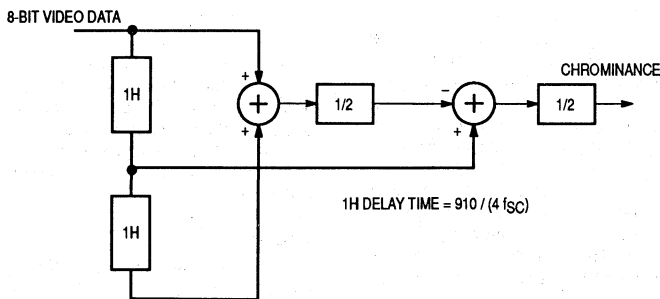 8-BIT VIDEO DATA
CHROMINANCE
1H
+
+
+
1/2
−
+
+
1/2
1H DELAY TIME = 910 / (4 fSC)
1H